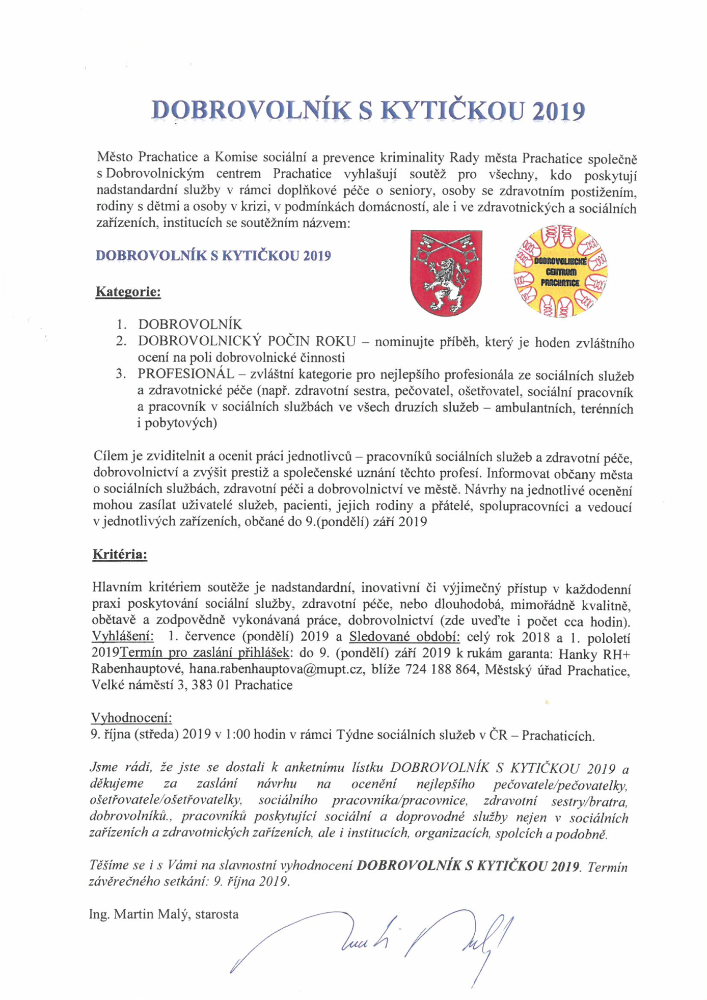 DOBROVOLNÍK S KYTIČKOU 2019
Město Prachatice a Komise sociální a prevence kriminality Rady města Prachatice společně
s Dobrovolnickým centrem Prachatice vyhlašují soutěž pro všechny, kdo poskytují
nadstandardní služby v rámci doplňkové péče o seniory, osoby se zdravotním postižením,
rodiny s dětmi a osoby v krizi, v podmínkách domácností, ale i ve zdravotnických a sociálních
zařízeních, institucích se soutěžním názvem:
DOBROVOLNÍK S KYTIČKOU 2019
DOBROVOLNICKÉ
CENTRUM
PRACHATICE
Kategorie:
1. DOBROVOLNÍK
2. DOBROVOLNICKÝ POČIN ROKU – nominujte příběh, který je hoden zvláštního
ocení na poli dobrovolnické činnosti
3. PROFESIONÁL – zvláštní kategorie pro nejlepšího profesionála ze sociálních služeb
a zdravotnické péče (např. zdravotní sestra, pečovatel, ošetřovatel, sociální pracovník
a pracovník v sociálních službách ve všech druzích služeb – ambulantních, terénních
i pobytových)
Cílem je zviditelnit a ocenit práci jednotlivců – pracovníků sociálních služeb a zdravotní péče,
dobrovolnictví a zvýšit prestiž a společenské uznání těchto profesí. Informovat občany města
o sociálních službách, zdravotní péči a dobrovolnictví ve městě. Návrhy na jednotlivé ocenění
mohou zasílat uživatelé služeb, pacienti, jejich rodiny a přátelé, spolupracovníci a vedoucí
v jednotlivých zařízeních, občané do 9.(pondělí) září 2019
Kritéria:
Hlavním kritériem soutěže je nadstandardní, inovativní či výjimečný přístup v každodenní
praxi poskytování sociální služby, zdravotní péče, nebo dlouhodobá, mimořádně kvalitně,
obětavě a zodpovědně vykonávaná práce, dobrovolnictví (zde uveďte i počet cca hodin).
Vyhlášení: 1. července (pondělí) 2019 a Sledované období: celý rok 2018 a 1. pololetí
2019Termín pro zaslání přihlášek: do 9. (pondělí) září 2019 k rukám garanta: Hanky RH+
Rabenhauptové, hana.rabenhauptova@mupt.cz, blíže 724 188 864, Městský úřad Prachatice,
Velké náměstí 3, 383 01 Prachatice
Vyhodnocení:
9. října (středa) 2019 v 1:00 hodin v rámci Týdne sociálních služeb v ČR – Prachaticích.
Jsme rádi, že jste se dostali k anketnímu lístku DOBROVOLNÍK S KYTIČKOU 2019 a
děkujeme za zaslání návrhu na ocenění nejlepšího pečovatele/pečovatelky,
ošetřovatele/ošetřovatelky, sociálního pracovníka/pracovnice, zdravotní sestry/bratra,
dobrovolníků., pracovníků poskytující sociální a doprovodné služby nejen v sociálních
zařízeních a zdravotnických zařízeních, ale i institucích, organizacích, spolcích a podobně.
Těšíme se i s Vámi na slavnostní vyhodnocení DOBROVOLNÍK S KYTIČKOU 2019. Termín
závěrečného setkání: 9. října 2019.
Ing. Martin Malý, starosta